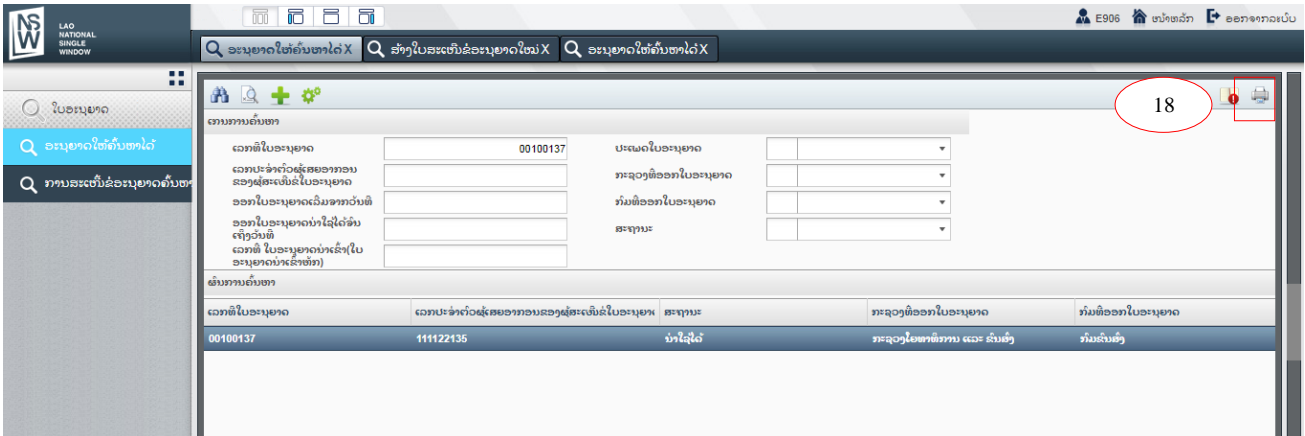 LAO
NATIONAL
SINGLE
WINDOW
NSW
E906 ໜ້າຫລັກ ອອກຈາກລະບົບ
ອະນຸຍາດໃຫ້ຄົ້ນຫາໄດ້ X ສ້າງໃບສະເໜີຂໍອະນຸຍາດໃໝ່ X ອະນຸຍາດໃຫ້ຄົ້ນຫາໄດ້ X
18
ໃບອະນຸຍາດ
ອະນຸຍາດໃຫ້ຄົ້ນຫາໄດ້
ການສະເໜີຂໍອະນຸຍາດຄົ້ນຫາ
ເກນການຄົ້ນຫາ
ເລກທີໃບອະນຸຍາດ 00100137 ປະເພດໃບອະນຸຍາດ
ເລກປະຈຳຕົວຜູ້ເສຍອາກອນ
ຂອງຜູ້ສະເໜີຂໍໃບອະນຸຍາດ
ກະຊວງທີ່ອອກໃບອະນຸຍາດ
ອອກໃບອະນຸຍາດເລີ່ມຈາກວັນທີ ກົມທີ່ອອກໃບອະນຸຍາດ
ອອກໃບອະນຸຍາດນຳໃຊ້ໄດ້ຈົນ
ເຖິງວັນທີ
ສະຖານະ
ເລກທີ ໃບອະນຸຍາດນຳເຂົ້າ(ໃບ
ອະນຸຍາດນຳເຂົ້າຫັກ)
ຜົນການຄົ້ນຫາ
ເລກທີໃບອະນຸຍາດ ເລກປະຈຳຕົວຜູ້ເສຍອາກອນຂອງຜູ້ສະເໜີຂໍໃບອະນຸຍາ ສະຖານະ ກະຊວງທີ່ອອກໃບອະນຸຍາດ ກົມທີ່ອອກໃບອະນຸຍາດ
00100137 111122135 ນຳໃຊ້ໄດ້ ກະຊວງໂຍທາທິການ ແລະ ຂົນສົ່ງ ກົມຂົນສົ່ງ